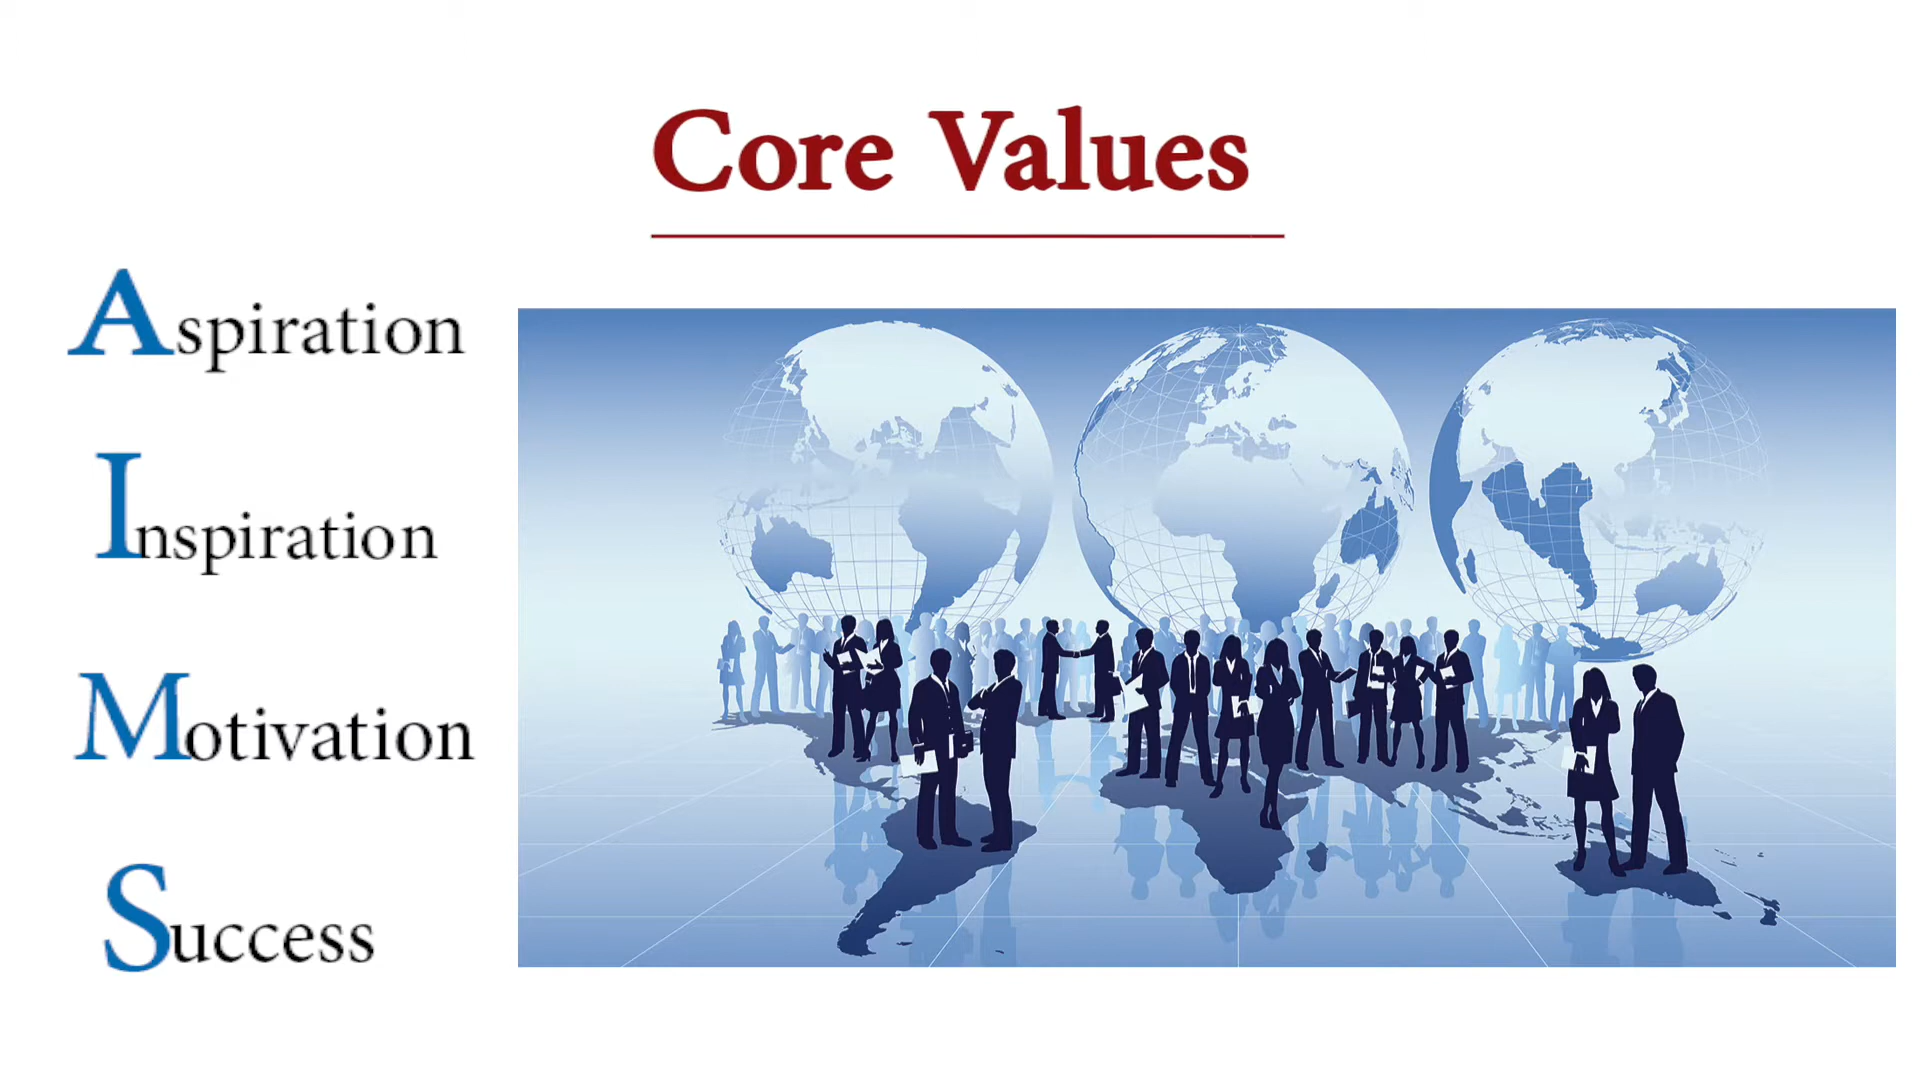 Core Values
Aspiration
Inspiration
Motivation
Success